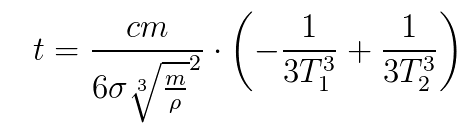 t = \frac{cm}{6\sigma \sqrt[3]{\frac{m}{\rho}}^2} \cdot \left( -\frac{1}{3T_1^3} + \frac{1}{3T_2^3} \right)